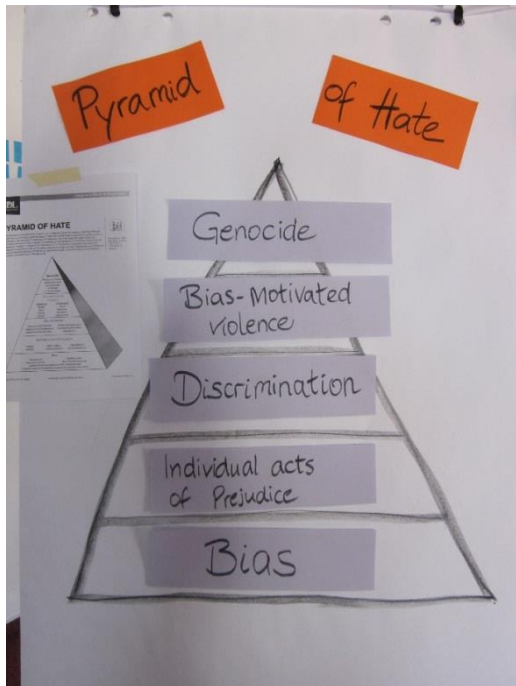 Pyramid
of Hate
PYRAMID OF HATE
Genocide
Bias-Motivated
violence
Discrimination
Individual acts
of Prejudice
Bias